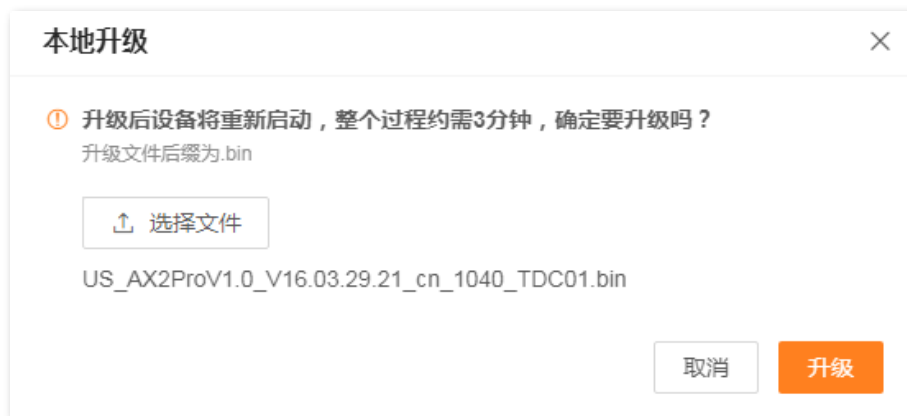 本地升级
升级后设备将重新启动，整个过程约需3分钟，确定要升级吗？
升级文件后缀为.bin
选择文件
US_AX2ProV1.0_V16.03.29.21_cn_1040_TDC01.bin
取消
升级